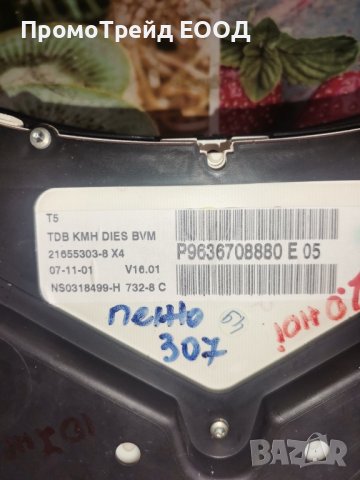 ПромоТрейд ЕООД
T5
TDB KMH DIES BVM
21655303-8 X4
07-11-01 V16.01
NS0318499-H 732-8 C
P9636708880 E 05
пежо
307
BAZAR